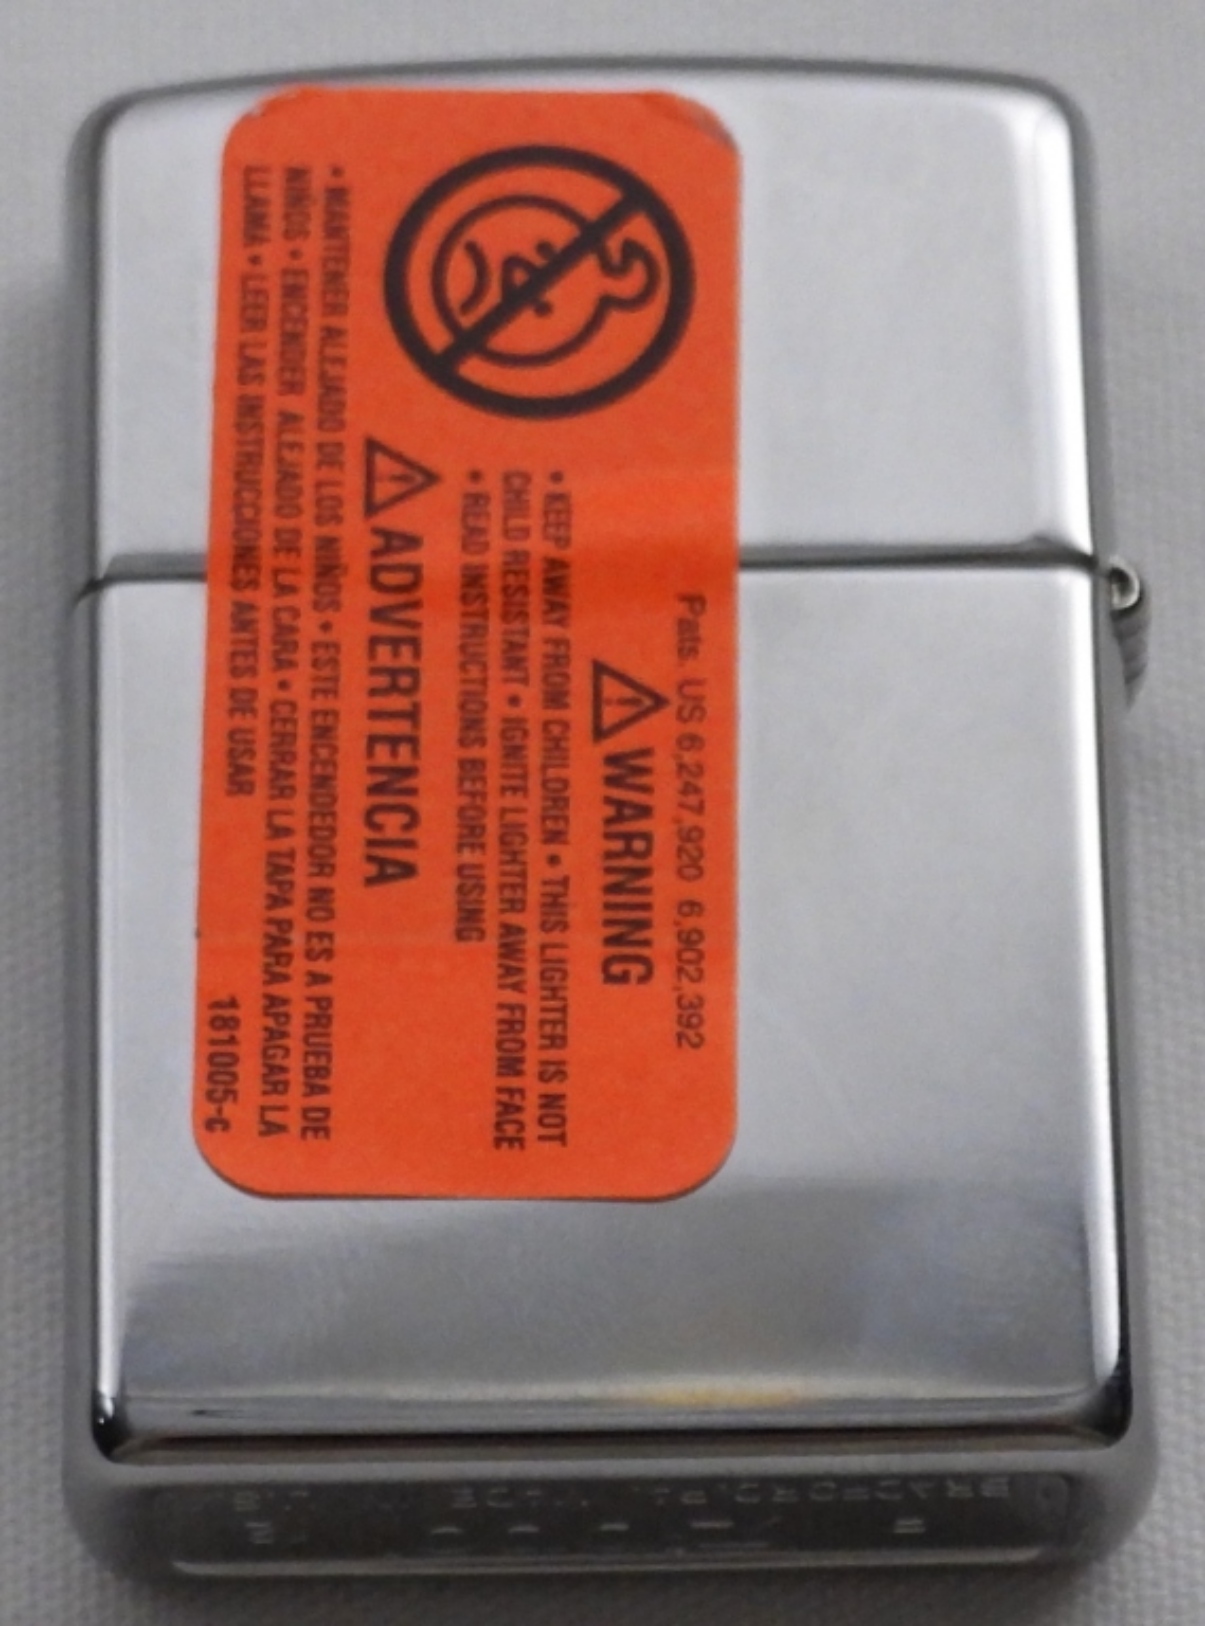 Pats. US 6,247,920 6,902,392
WARNING
• KEEP AWAY FROM CHILDREN • THIS LIGHTER IS NOT
CHILD RESISTANT • IGNITE LIGHTER AWAY FROM FACE
• READ INSTRUCTIONS BEFORE USING
ADVERTENCIA
• MANTENER ALEJADO DE LOS NIÑOS • ESTE ENCENDEDOR NO ES A PRUEBA DE
NIÑOS • ENCENDER ALEJADO DE LA CARA • CERRAR LA TAPA PARA APAGAR LA
LLAMA • LEER LAS INSTRUCCIONES ANTES DE USAR
181005-c